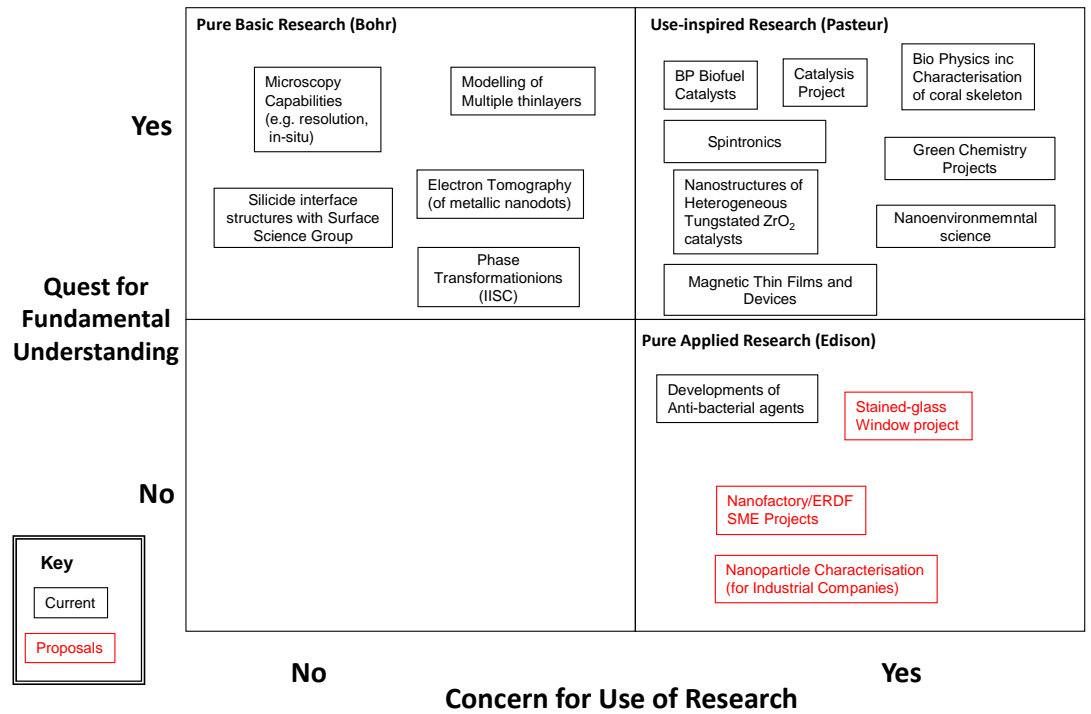 Pure Basic Research (Bohr)
Microscopy
Capabilities
(e.g. resolution,
in-situ)
Modelling of
Multiple thinlayers
Silicide interface
structures with Surface
Science Group
Electron Tomography
(of metallic nanodots)
Phase
Transformationions
(IISC)
Use-inspired Research (Pasteur)
BP Biofuel
Catalysts
Catalysis
Project
Bio Physics inc
Characterisation
of coral skeleton
Spintronics
Green Chemistry
Projects
Nanostructures of
Heterogeneous
Tungstated ZrO₂
catalysts
Nanoenvironmemntal
science
Magnetic Thin Films and
Devices
Yes
Quest for
Fundamental
Understanding
No
Pure Applied Research (Edison)
Developments of
Anti-bacterial agents
Stained-glass
Window project
Nanofactory/ERDF
SME Projects
Nanoparticle Characterisation
(for Industrial Companies)
Key
Current
Proposals
No
Yes
Concern for Use of Research